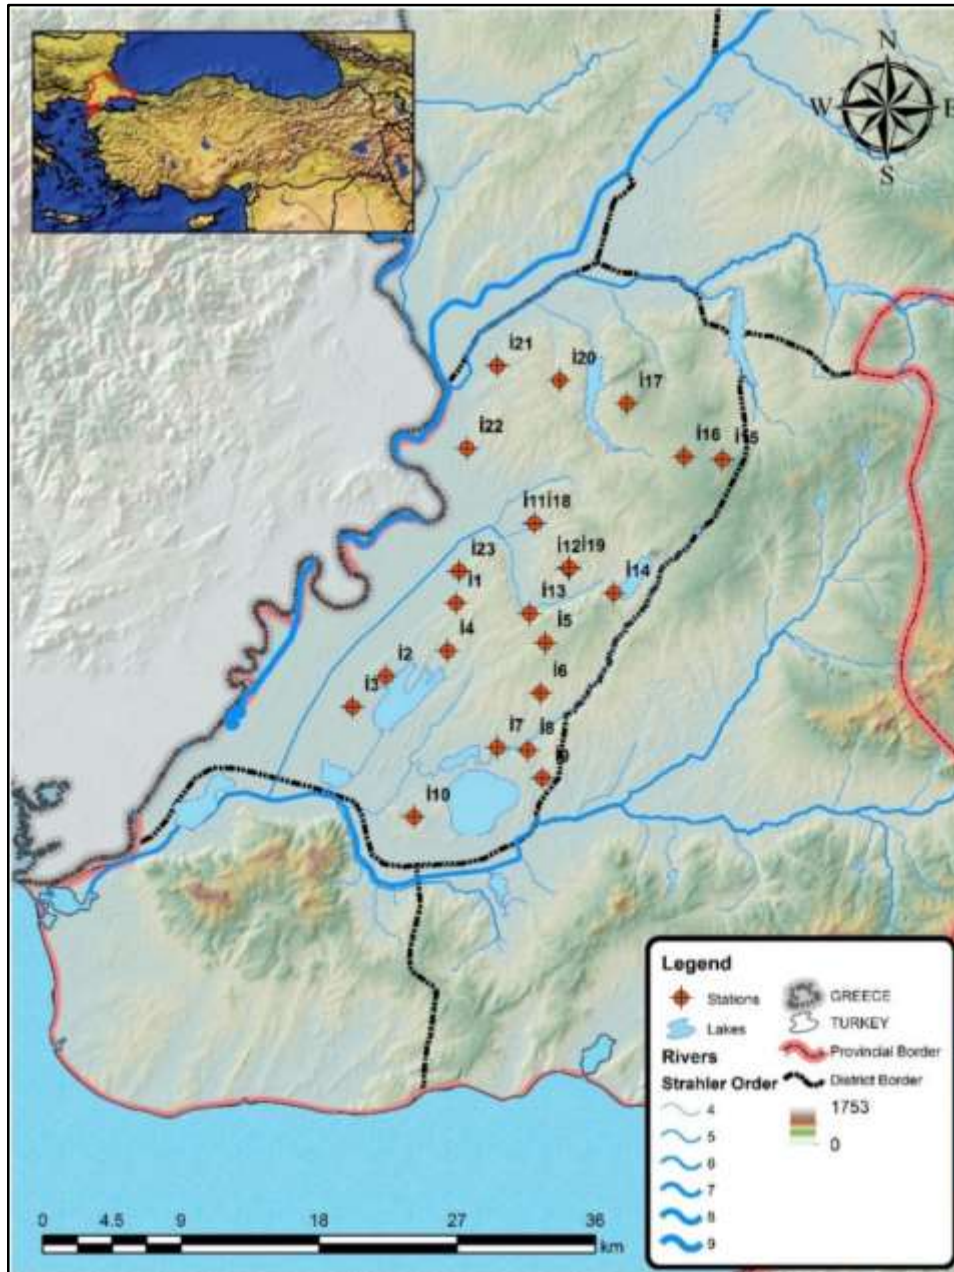 N
W E
S
i21
i20
i17
i22
i16 i15
i11i18
i12i19
i23
i14
i1
i13
i5
i4
i2
i6
i3
i7 i8
i10
Legend
Stations
Lakes
Rivers
Strahler Order
4
5
6
7
8
9
GREECE
TURKEY
Provincial Border
District Border
1753
0
0 4.5 9 18 27 36
km